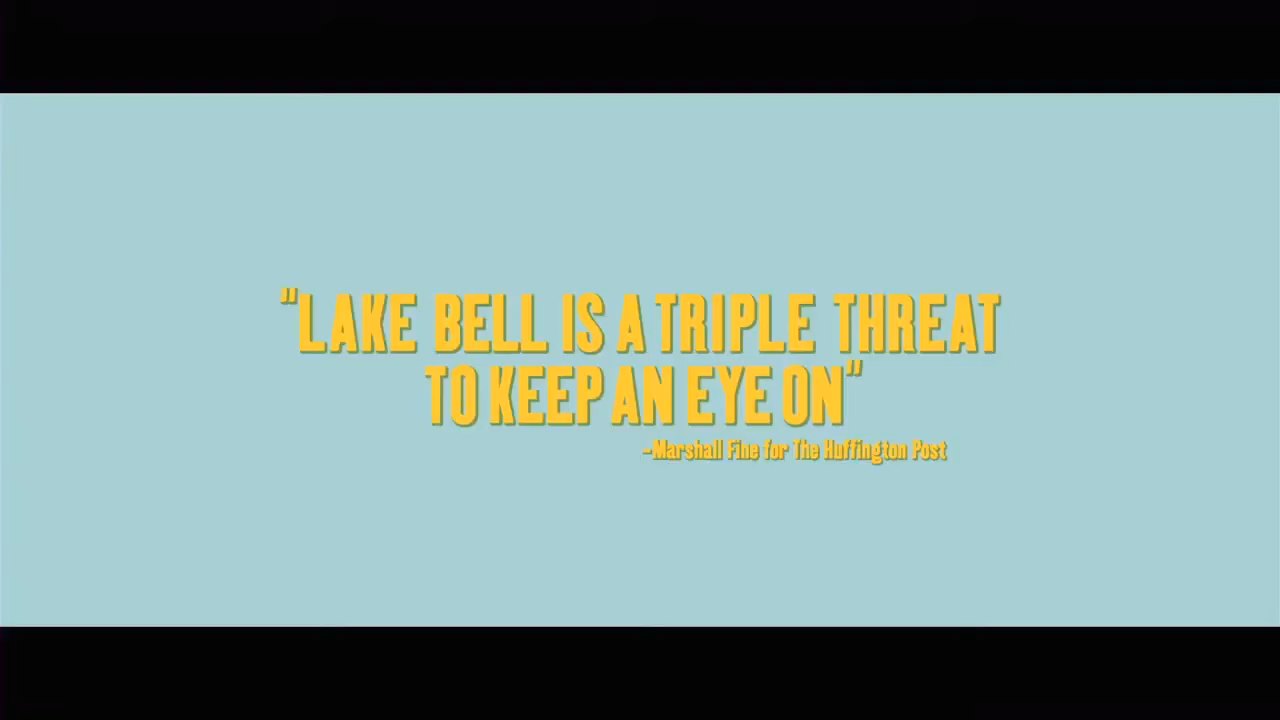 "LAKE BELL IS A TRIPLE THREAT
TO KEEP AN EYE ON"
-Marshall Fine for The Huffington Post